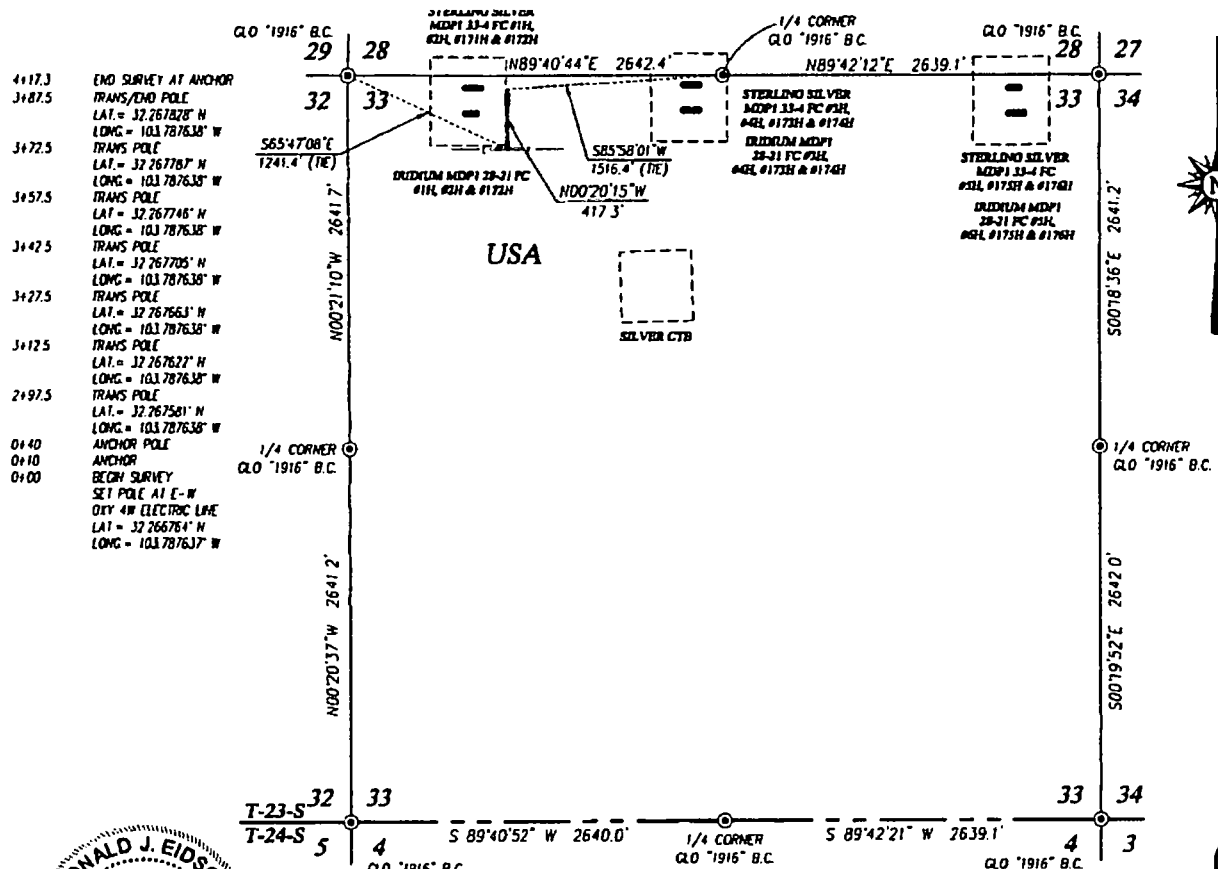 STERLING SILVER
MDP1 33-4 FC #1H,
#2H, #171H & #172H
1/4 CORNER
GLO "1916" B.C.
GLO "1916" B.C.
GLO "1916" B.C.
29 28
28 27
N89°40'44"E 2642.4'
N89°42'12"E 2639.1'
32 33
33 34
4+17.3 END SURVEY AT ANCHOR
3+87.5 TRANS/END POLE
LAT. = 32.267828° N
LONG. = 103.787638° W
3+72.5 TRANS POLE
LAT. = 32.267787° N
LONG. = 103.787638° W
3+57.5 TRANS POLE
LAT = 32.267746° N
LONG. = 103.787638° W
3+42.5 TRANS POLE
LAT = 32 267705° N
LONG. = 103.787638° W
3+27.5 TRANS POLE
LAT. = 32.267663° N
LONG. = 103.787638° W
3+12.5 TRANS POLE
LAT. = 32 267622° N
LONG. = 103.787638° W
2+97.5 TRANS POLE
LAT. = 32.267581° N
LONG. = 103.787638° W
0+40 ANCHOR POLE
0+10 ANCHOR
0+00 BEGIN SURVEY
SET POLE AT E-W
OXY 4W ELECTRIC LINE
LAT = 32 266764° N
LONG = 103.787637° W
S65°47'08"E
1241.4' (TIE)
S85°58'01"W
1516.4' (TIE)
N00°20'15"W
417.3'
IRIDIUM MDP1 28-21 FC
#1H, #2H & #172H
STERLING SILVER
MDP1 33-4 FC #3H,
#4H, #173H & #174H
IRIDIUM MDP1
28-21 FC #3H,
#4H, #173H & #174H
STERLING SILVER
MDP1 33-4 FC
#5H, #175H & #176H
IRIDIUM MDP1
28-21 FC #5H,
#6H, #175H & #176H
N
USA
SILVER CTB
N00°21'10"W 2641 7'
S00°18'36"E 2641.2'
1/4 CORNER
GLO "1916" B.C.
1/4 CORNER
GLO "1916" B.C.
N00°20'37"W 2641 2'
S00°19'52"E 2642 0'
T-23-S 32 33
T-24-S 5 4
33 34
4 3
S 89°40'52" W 2640.0'
S 89°42'21" W 2639.1'
1/4 CORNER
GLO "1916" B.C.
GLO "1916" B.C.
GLO "1916" B.C.
NALD J. EIDS